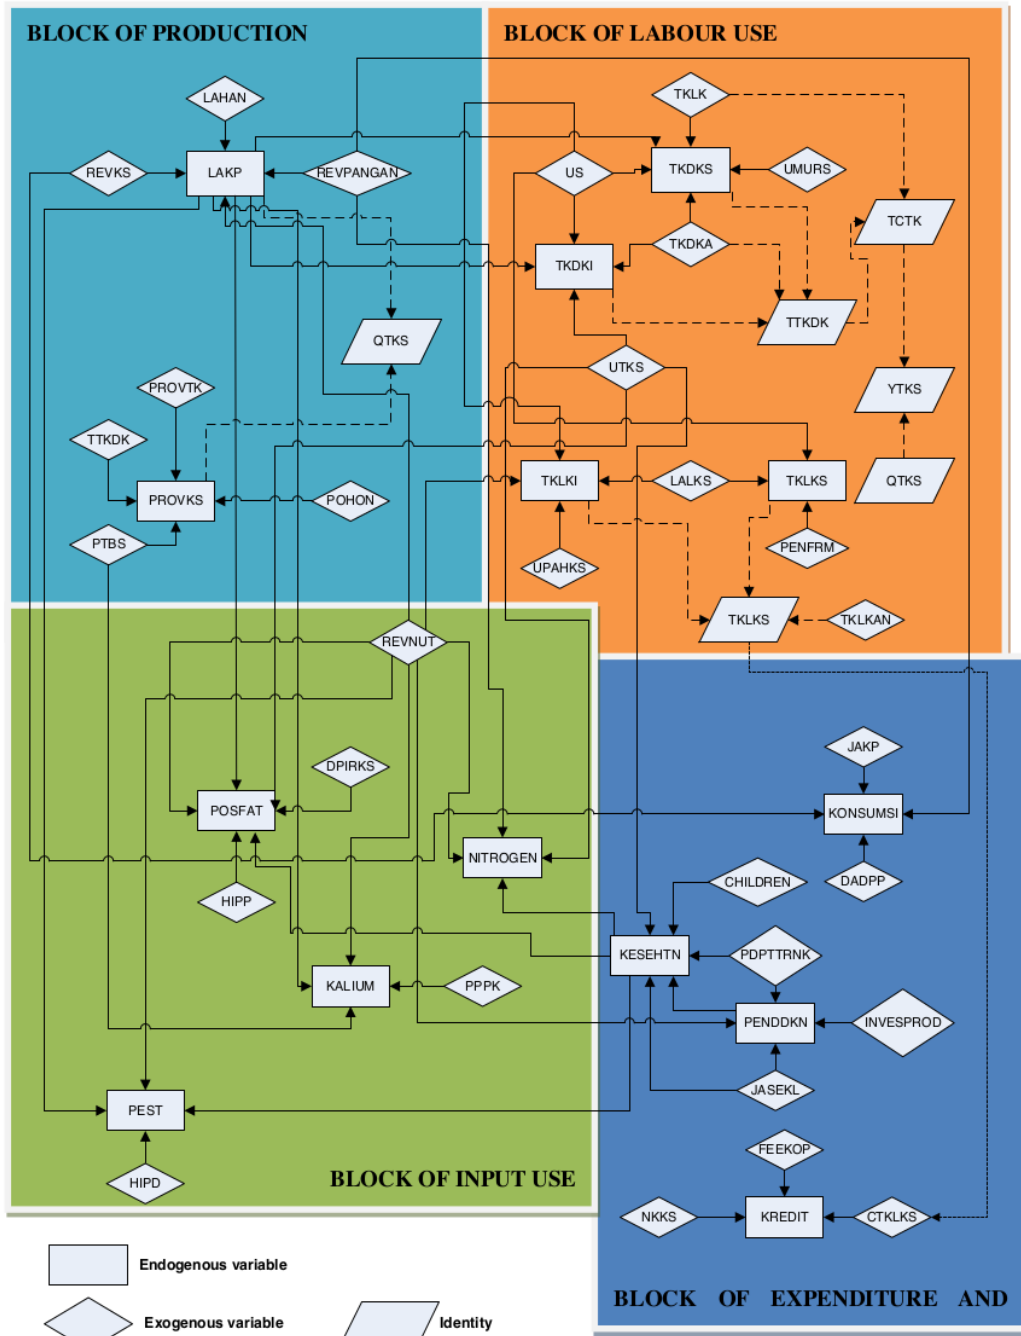 BLOCK OF PRODUCTION
BLOCK OF LABOUR USE
LAHAN
TKLK
REVKS
LAKP
REVPANGAN
US
TKDKS
UMURS
TCTK
TKDKA
TKDKI
TTKDK
QTKS
UTKS
PROVTK
YTKS
TTKDK
PROVKS
POHON
TKLKI
LALKS
TKLKS
QTKS
PTBS
UPAHKS
PENFRM
TKLKS
TKLKAN
REVNUT
DPIRKS
JAKP
POSFAT
KONSUMSI
NITROGEN
HIPP
CHILDREN
DADPP
KESEHTN
PDPTTRNK
KALIUM
PPPK
PENDDKN
INVESPROD
JASEKL
PEST
FEEKOP
HIPD
BLOCK OF INPUT USE
NKKS
KREDIT
CTKLKS
Endogenous variable
BLOCK OF EXPENDITURE AND
Exogenous variable
Identity